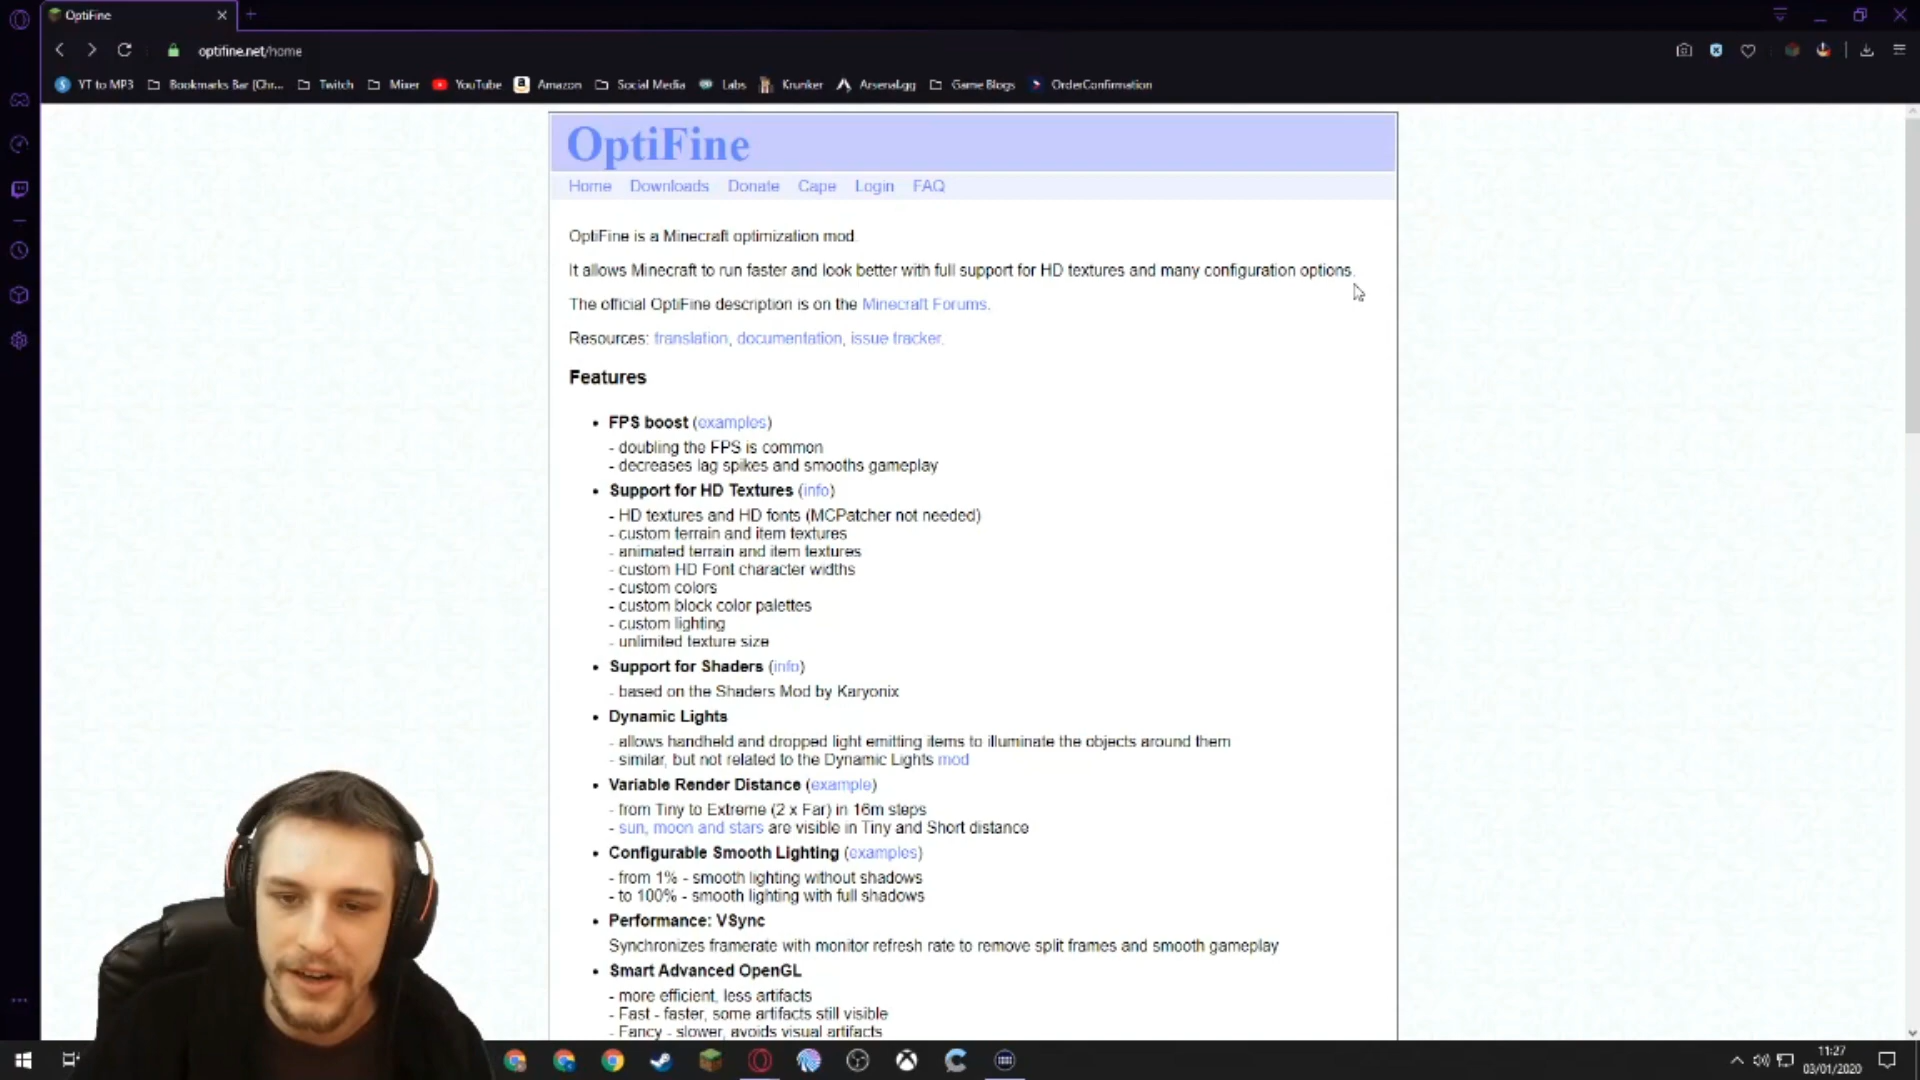 OptiFine
optifine.net/home
YT to MP3
Bookmarks Bar (Chr...
Twitch
Mixer
YouTube
Amazon
Social Media
Labs
Krunker
Arsenal.gg
Game Blogs
OrderConfirmation
OptiFine
Home Downloads Donate Cape Login FAQ
OptiFine is a Minecraft optimization mod.
It allows Minecraft to run faster and look better with full support for HD textures and many configuration options.
The official OptiFine description is on the Minecraft Forums.
Resources: translation, documentation, issue tracker.
Features
• FPS boost (examples)
- doubling the FPS is common
- decreases lag spikes and smooths gameplay
• Support for HD Textures (info)
- HD textures and HD fonts (MCPatcher not needed)
- custom terrain and item textures
- animated terrain and item textures
- custom HD Font character widths
- custom colors
- custom block color palettes
- custom lighting
- unlimited texture size
• Support for Shaders (info)
- based on the Shaders Mod by Karyonix
• Dynamic Lights
- allows handheld and dropped light emitting items to illuminate the objects around them
- similar, but not related to the Dynamic Lights mod
• Variable Render Distance (example)
- from Tiny to Extreme (2 x Far) in 16m steps
- sun, moon and stars are visible in Tiny and Short distance
• Configurable Smooth Lighting (examples)
- from 1% - smooth lighting without shadows
- to 100% - smooth lighting with full shadows
• Performance: VSync
Synchronizes framerate with monitor refresh rate to remove split frames and smooth gameplay
• Smart Advanced OpenGL
- more efficient, less artifacts
- Fast - faster, some artifacts still visible
- Fancy - slower, avoids visual artifacts
11:27
03/01/2020